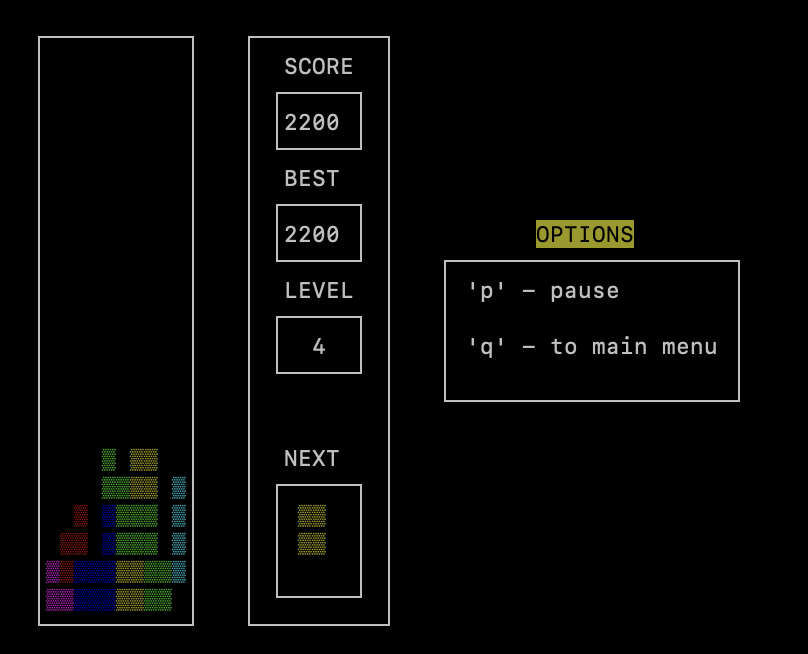 SCORE
2200
BEST
2200
OPTIONS
LEVEL
'p' – pause
4
'q' – to main menu
NEXT